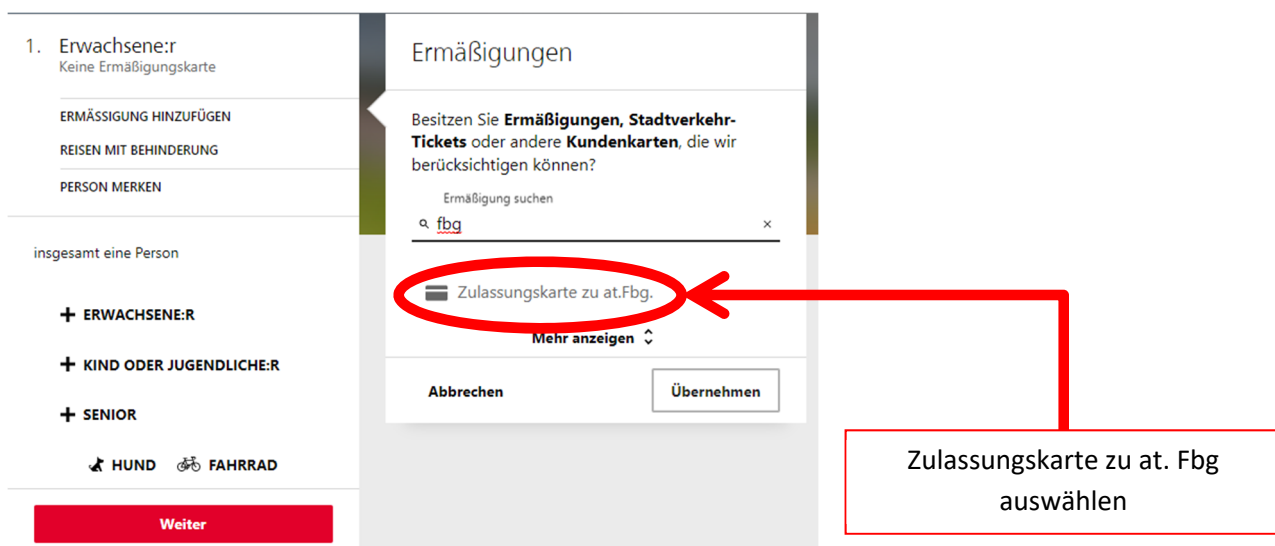 1. Erwachsene:r
Keine Ermäßigungskarte
ERMÄSSIGUNG HINZUFÜGEN
REISEN MIT BEHINDERUNG
PERSON MERKEN
insgesamt eine Person
+ ERWACHSENE:R
+ KIND ODER JUGENDLICHE:R
+ SENIOR
HUND FAHRRAD
Weiter
Ermäßigungen
Besitzen Sie Ermäßigungen, Stadtverkehr-
Tickets oder andere Kundenkarten, die wir
berücksichtigen können?
Ermäßigung suchen
fbg ×
Zulassungskarte zu at.Fbg.
Mehr anzeigen
Abbrechen Übernehmen
Zulassungskarte zu at. Fbg
auswählen